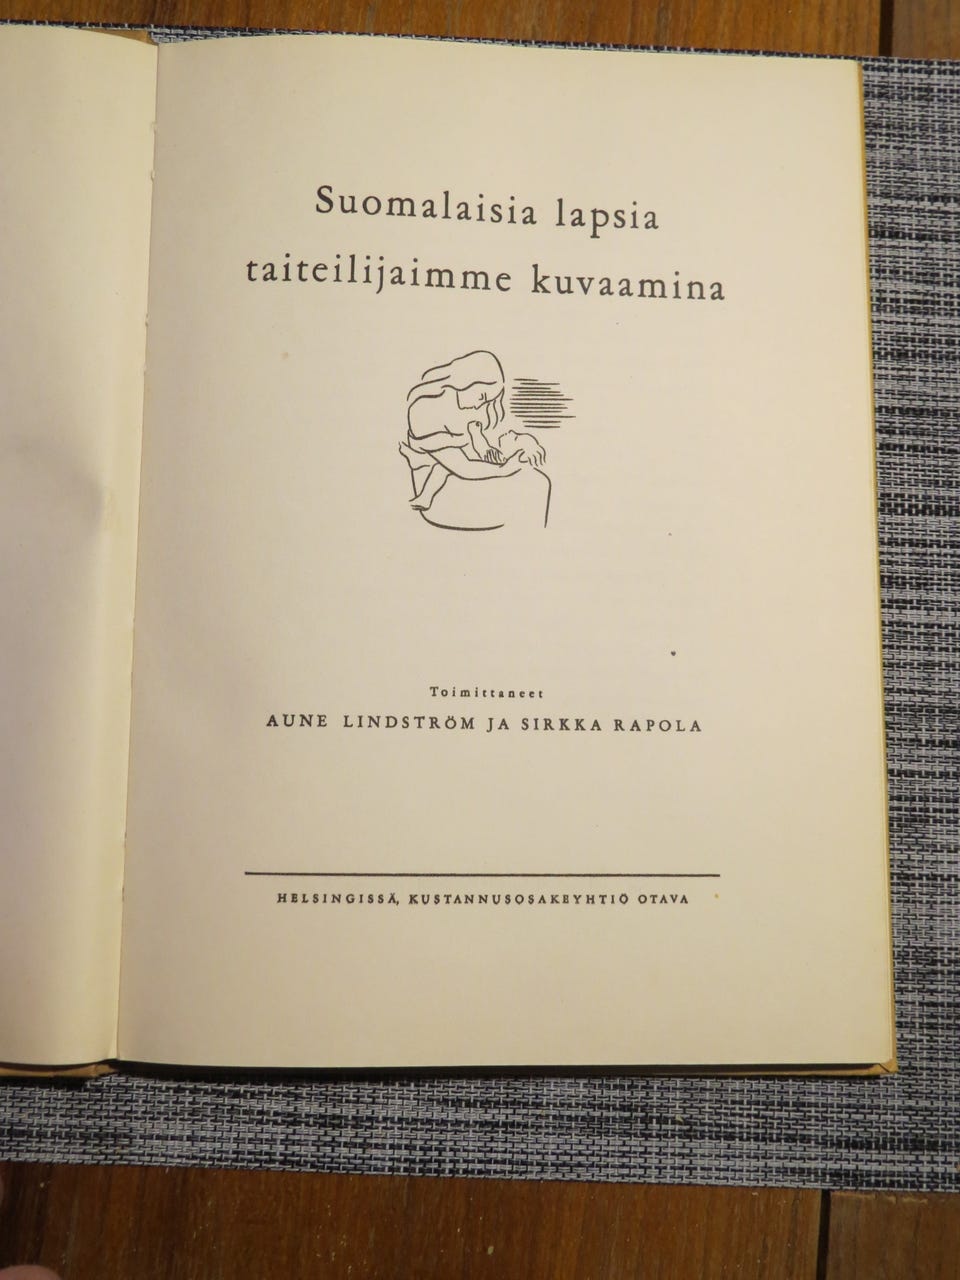 Suomalaisia lapsia
taiteilijaimme kuvaamina
Toimittaneet
AUNE LINDSTRÖM JA SIRKKA RAPOLA
HELSINGISSÄ, KUSTANNUSOSAKEYHTIÖ OTAVA